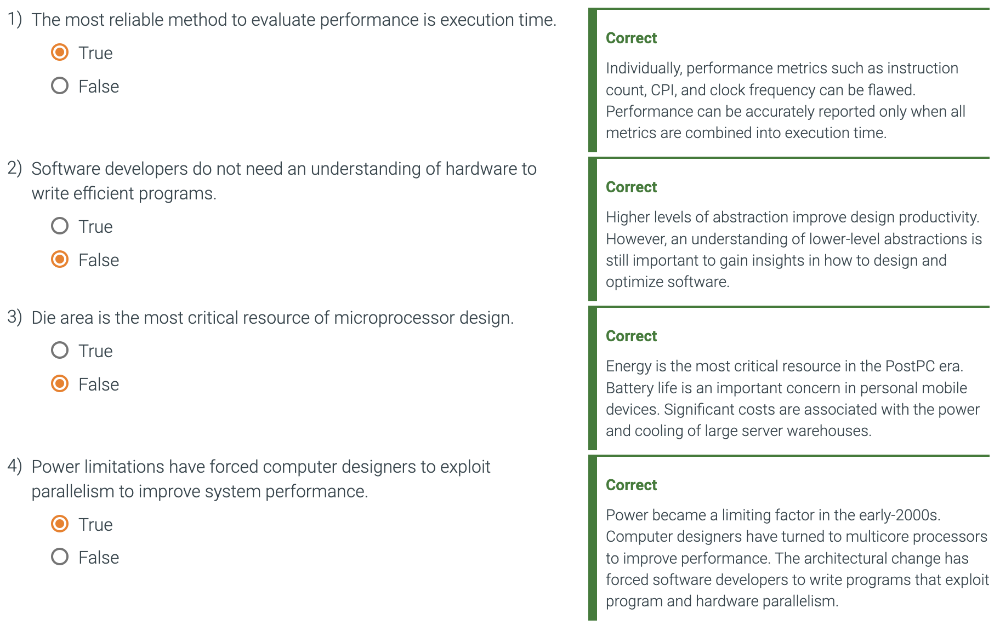 1) The most reliable method to evaluate performance is execution time.
True
False
Correct
Individually, performance metrics such as instruction
count, CPI, and clock frequency can be flawed.
Performance can be accurately reported only when all
metrics are combined into execution time.
2) Software developers do not need an understanding of hardware to
write efficient programs.
True
False
Correct
Higher levels of abstraction improve design productivity.
However, an understanding of lower-level abstractions is
still important to gain insights in how to design and
optimize software.
3) Die area is the most critical resource of microprocessor design.
True
False
Correct
Energy is the most critical resource in the PostPC era.
Battery life is an important concern in personal mobile
devices. Significant costs are associated with the power
and cooling of large server warehouses.
4) Power limitations have forced computer designers to exploit
parallelism to improve system performance.
True
False
Correct
Power became a limiting factor in the early-2000s.
Computer designers have turned to multicore processors
to improve performance. The architectural change has
forced software developers to write programs that exploit
program and hardware parallelism.